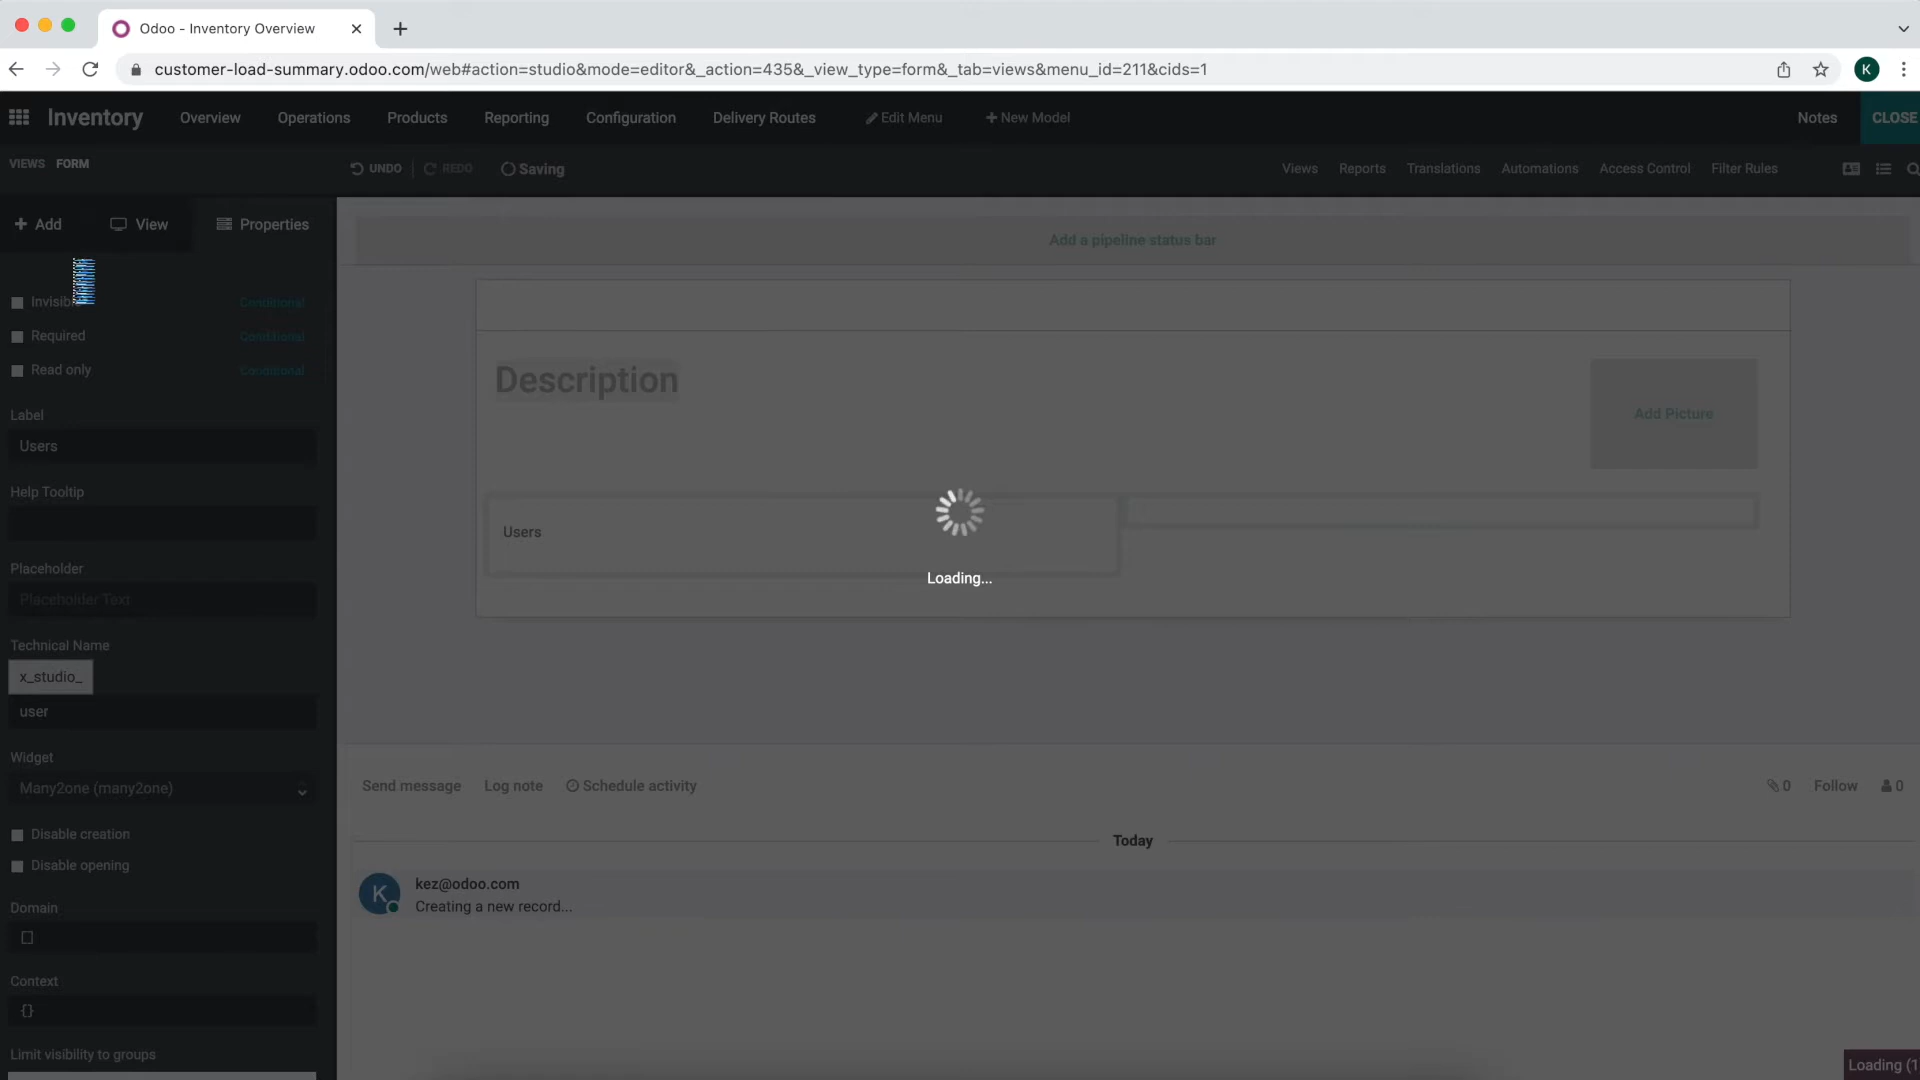 Odoo - Inventory Overview
customer-load-summary.odoo.com/web#action=studio&mode=editor&_action=435&_view_type=form&_tab=views&menu_id=211&cids=1
K
Inventory
Overview
Operations
Products
Reporting
Configuration
Delivery Routes
Edit Menu
+ New Model
Notes
CLOSE
VIEWS FORM
UNDO
REDO
Saving
Views
Reports
Translations
Automations
Access Control
Filter Rules
+ Add
View
Properties
Add a pipeline status bar
Conditional
Required
Conditional
Read only
Conditional
Label
Users
Help Tooltip
Placeholder
Placeholder Text
Technical Name
x_studio_
user
Widget
Many2one (many2one)
Disable creation
Disable opening
Domain
[]
Context
{}
Limit visibility to groups
Description
Add Picture
Users
Loading...
Send message
Log note
Schedule activity
0
Follow
0
Today
K
kez@odoo.com
Creating a new record...
Loading (1